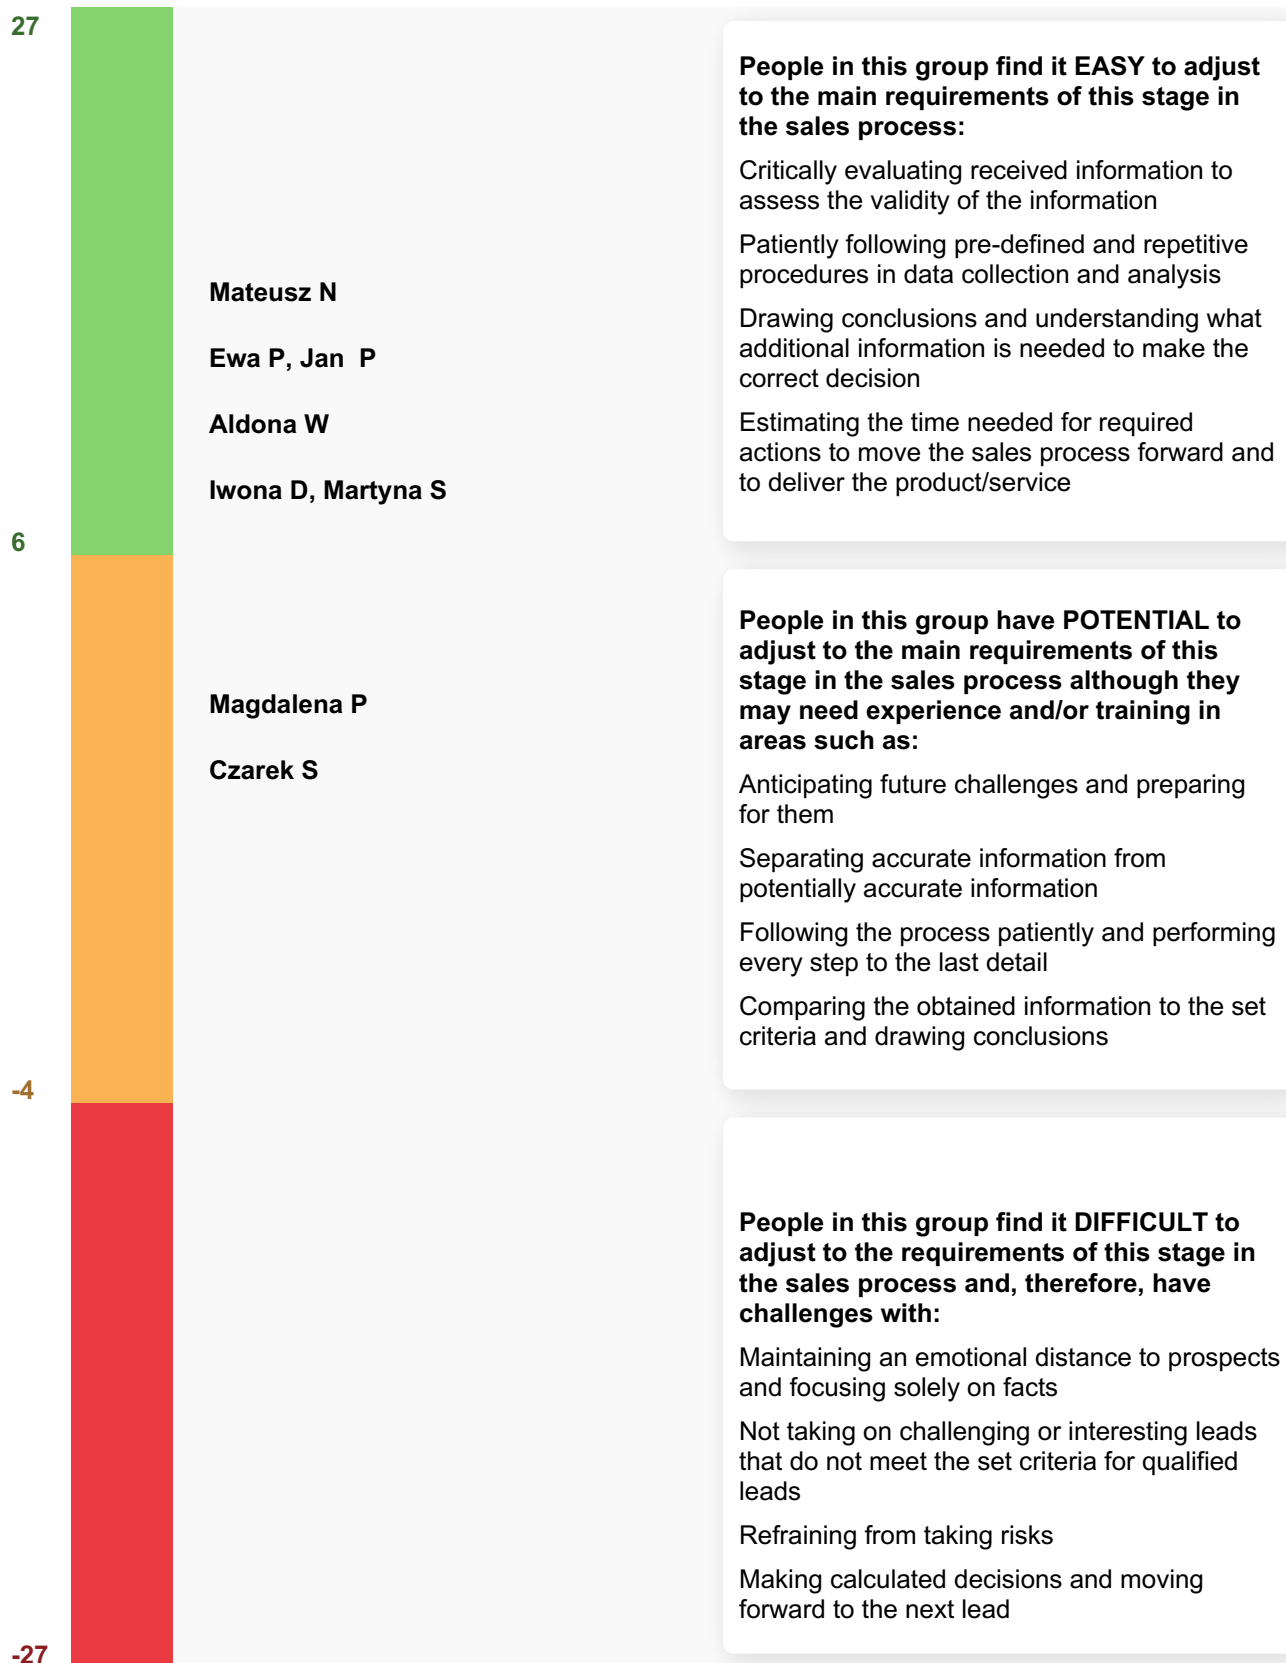 27
People in this group find it EASY to adjust
to the main requirements of this stage in
the sales process:
Critically evaluating received information to
assess the validity of the information
Patiently following pre-defined and repetitive
procedures in data collection and analysis
Drawing conclusions and understanding what
additional information is needed to make the
correct decision
Estimating the time needed for required
actions to move the sales process forward and
to deliver the product/service
Mateusz N
Ewa P, Jan  P
Aldona W
Iwona D, Martyna S
6
People in this group have POTENTIAL to
adjust to the main requirements of this
stage in the sales process although they
may need experience and/or training in
areas such as:
Anticipating future challenges and preparing
for them
Separating accurate information from
potentially accurate information
Following the process patiently and performing
every step to the last detail
Comparing the obtained information to the set
criteria and drawing conclusions
Magdalena P
Czarek S
-4
People in this group find it DIFFICULT to
adjust to the requirements of this stage in
the sales process and, therefore, have
challenges with:
Maintaining an emotional distance to prospects
and focusing solely on facts
Not taking on challenging or interesting leads
that do not meet the set criteria for qualified
leads
Refraining from taking risks
Making calculated decisions and moving
forward to the next lead
-27